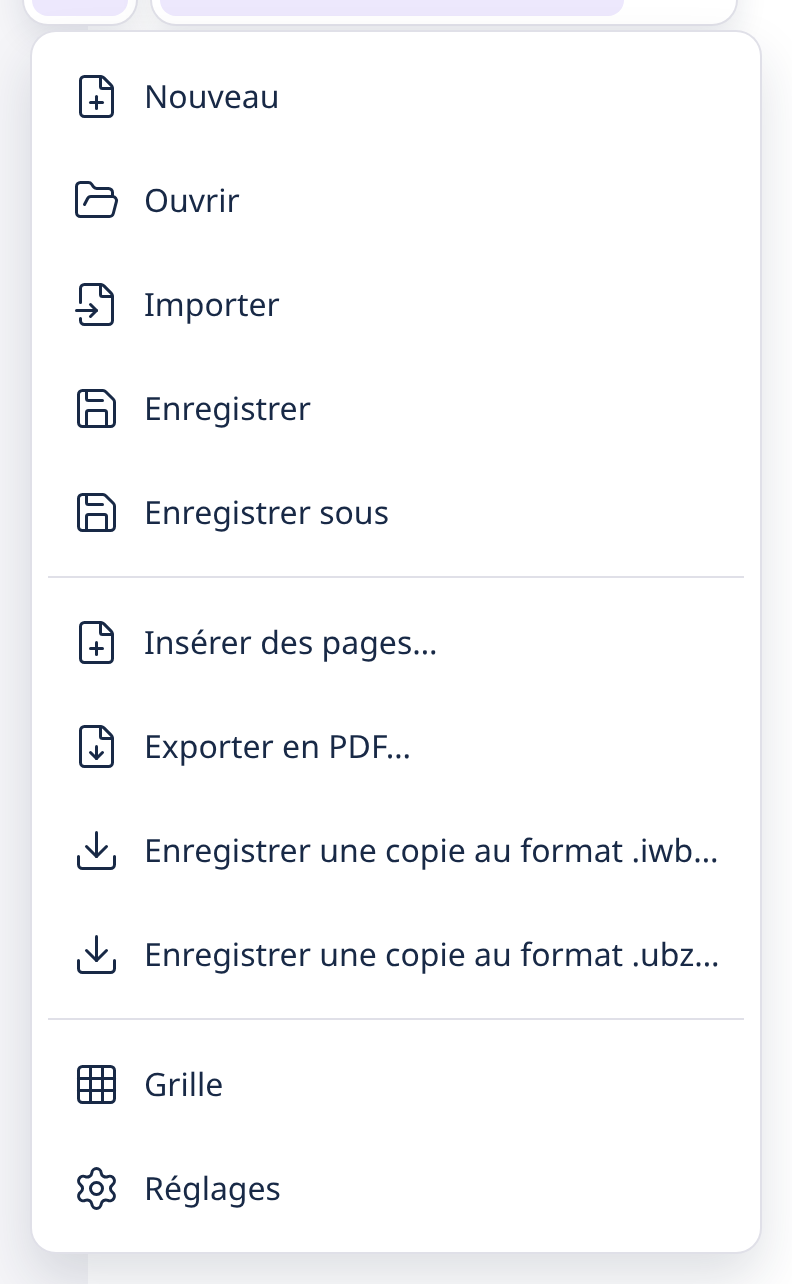 Nouveau
Ouvrir
Importer
Enregistrer
Enregistrer sous
Insérer des pages...
Exporter en PDF...
Enregistrer une copie au format .iwb...
Enregistrer une copie au format .ubz...
Grille
Réglages